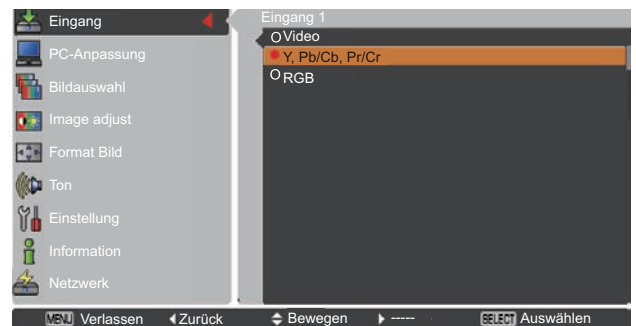 Eingang
PC-Anpassung
Bildauswahl
Image adjust
Format Bild
Ton
Einstellung
Information
Netzwerk
Eingang 1
Video
Y, Pb/Cb, Pr/Cr
RGB
MENU Verlassen Zurück Bewegen ----- SELECT Auswählen